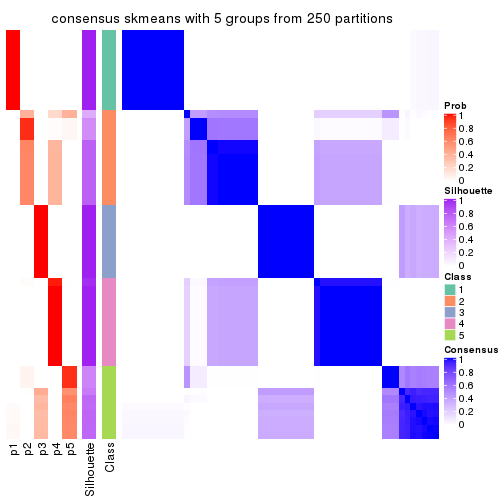 consensus skmeans with 5 groups from 250 partitions
Prob
1
0.8
0.6
0.4
0.2
0
Silhouette
1
0.8
0.6
0.4
0.2
0
Class
1
2
3
4
5
Consensus
1
0.8
0.6
0.4
0.2
0
p1
p2
p3
p4
p5
Silhouette
Class